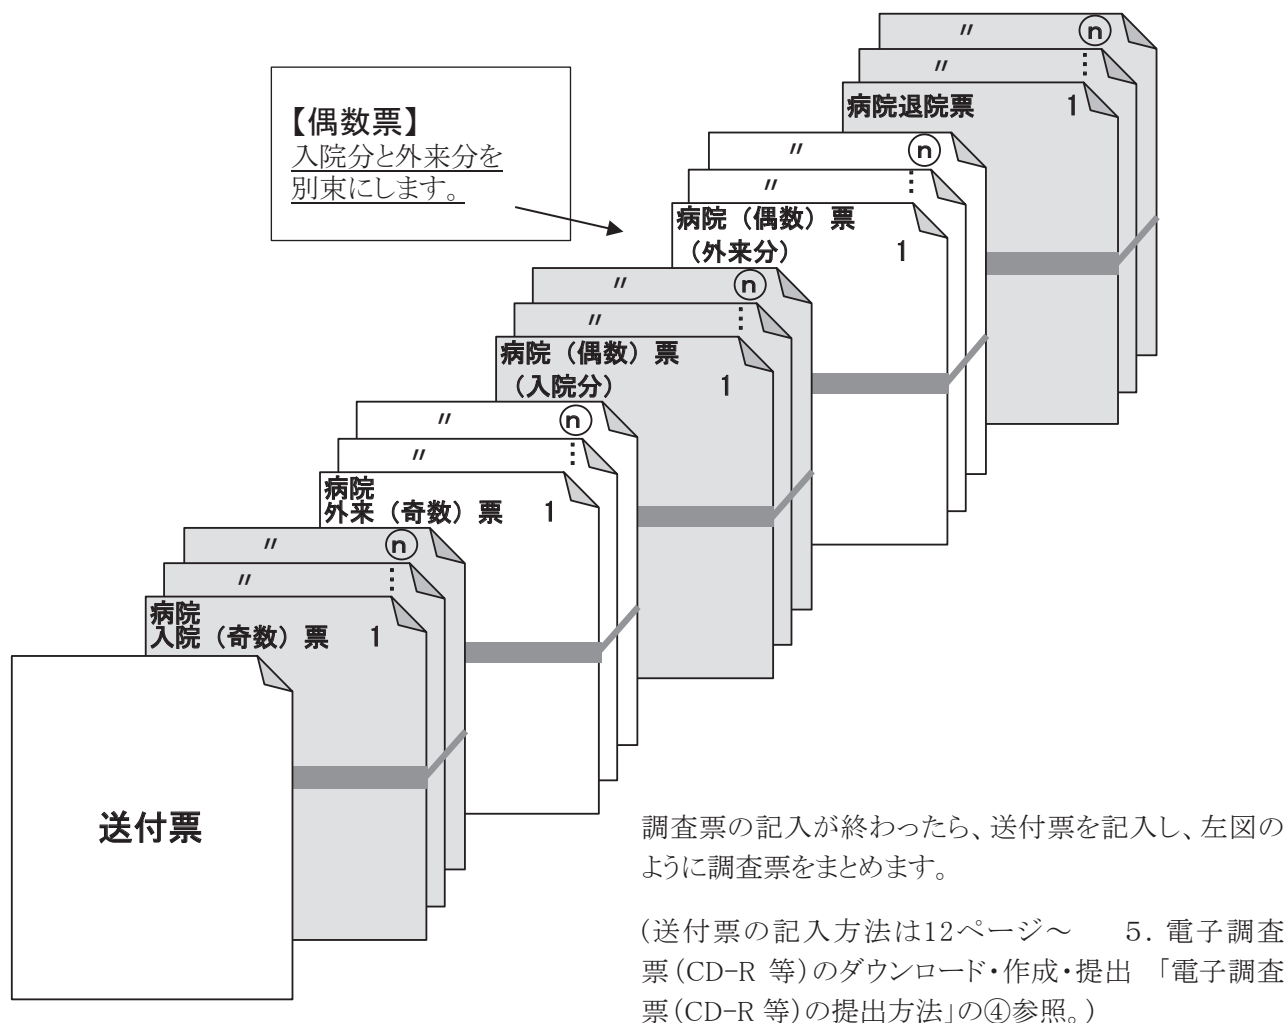 〃 ⓝ
〃 ⋮
病院退院票 1
【偶数票】
入院分と外来分を
別束にします。
〃 ⓝ
〃 ⋮
病院（偶数）票
（外来分） 1
〃 ⓝ
〃 ⋮
病院（偶数）票
（入院分） 1
〃 ⓝ
〃 ⋮
病院
外来（奇数）票 1
〃 ⓝ
〃 ⋮
病院
入院（奇数）票 1
送付票
調査票の記入が終わったら、送付票を記入し、左図の
ように調査票をまとめます。
（送付票の記入方法は12ページ～ 5．電子調査
票（CD-R 等）のダウンロード・作成・提出 「電子調査
票（CD-R 等）の提出方法」の④参照。）